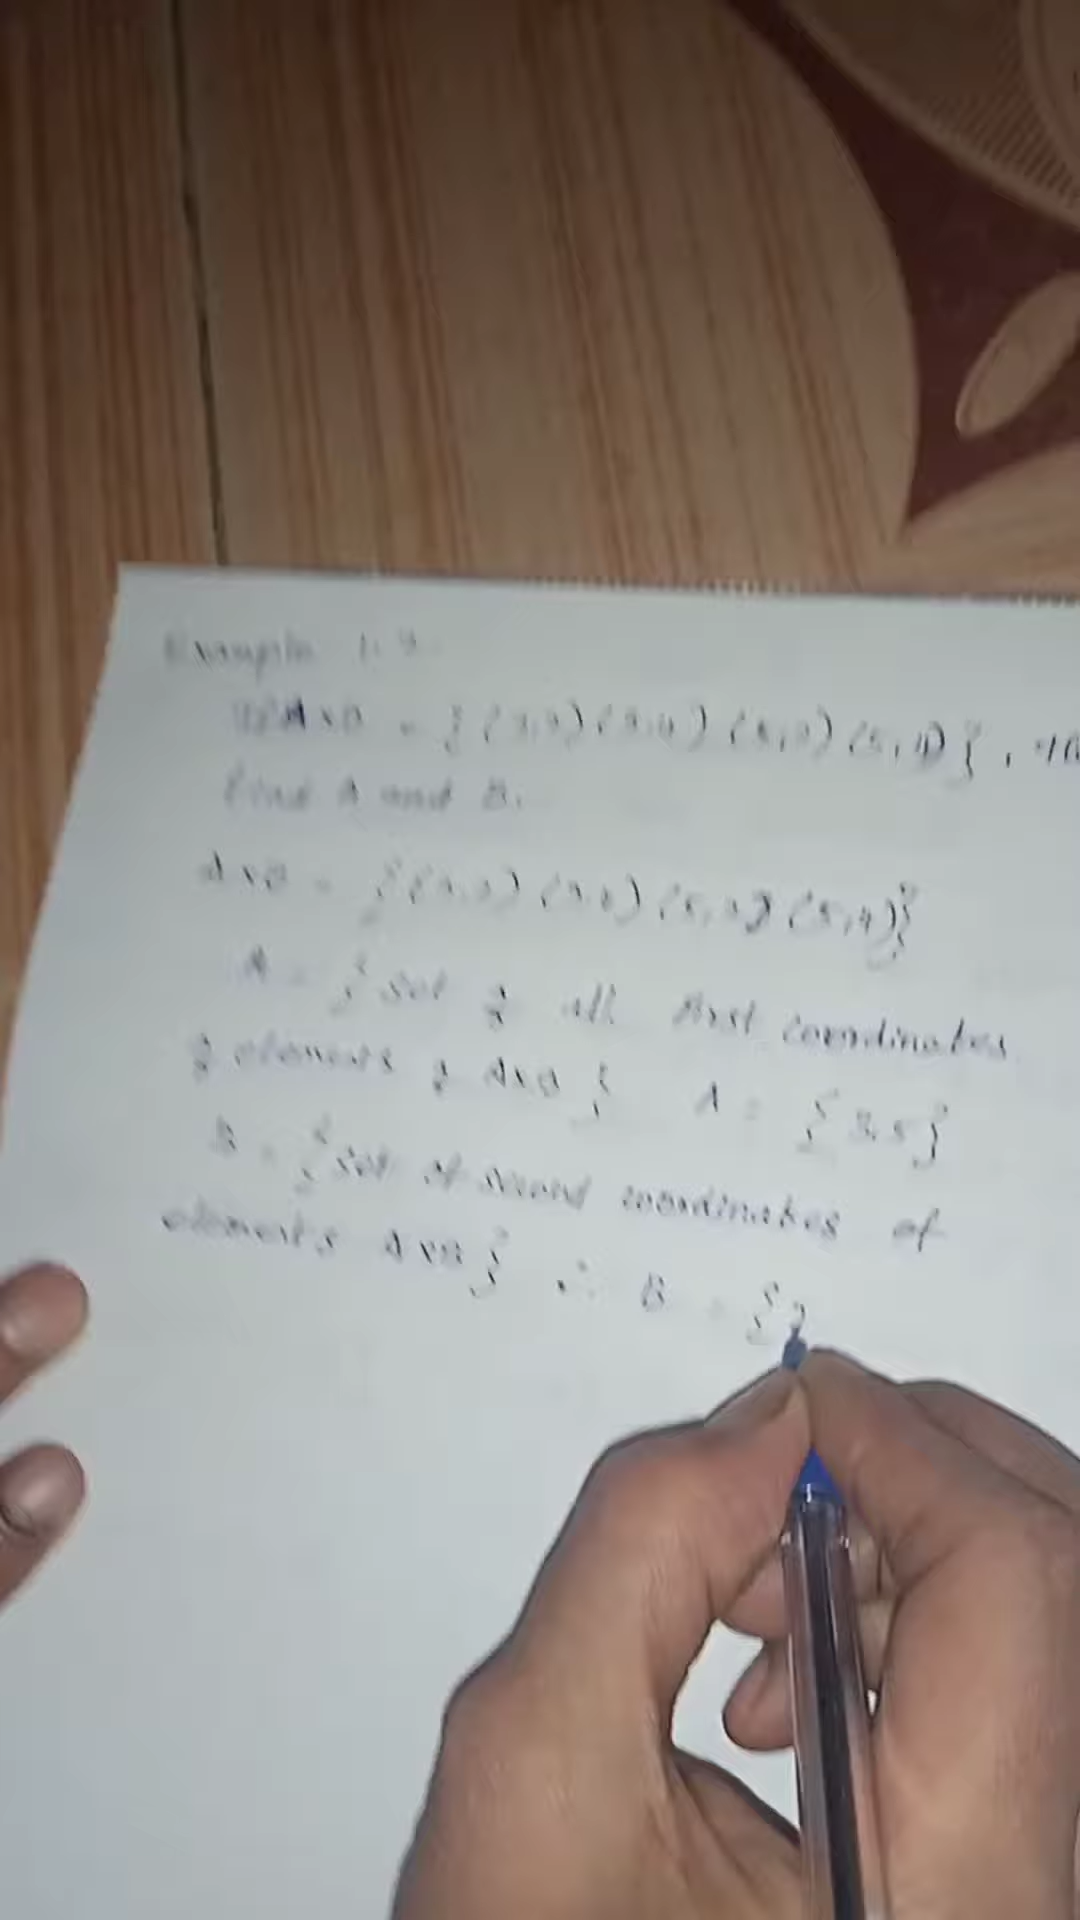 Example 1.2
If A×B = {(3,2) (3,4) (5,2) (5,4)},
find A and B.
A×B = {(3,2) (3,4) (5,2) (5,4)}
A = { set of all first coordinates
of elements of A×B } A = {3,5}
B = {set of second coordinates of
elements A×B} ∴ B = {2